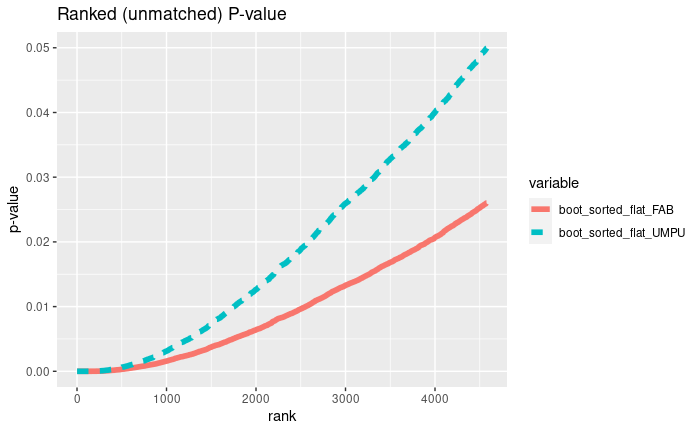 Ranked (unmatched) P-value
0.05
0.04
0.03
0.02
0.01
0.00
p-value
0 1000 2000 3000 4000
rank
variable
boot_sorted_flat_FAB
boot_sorted_flat_UMPU